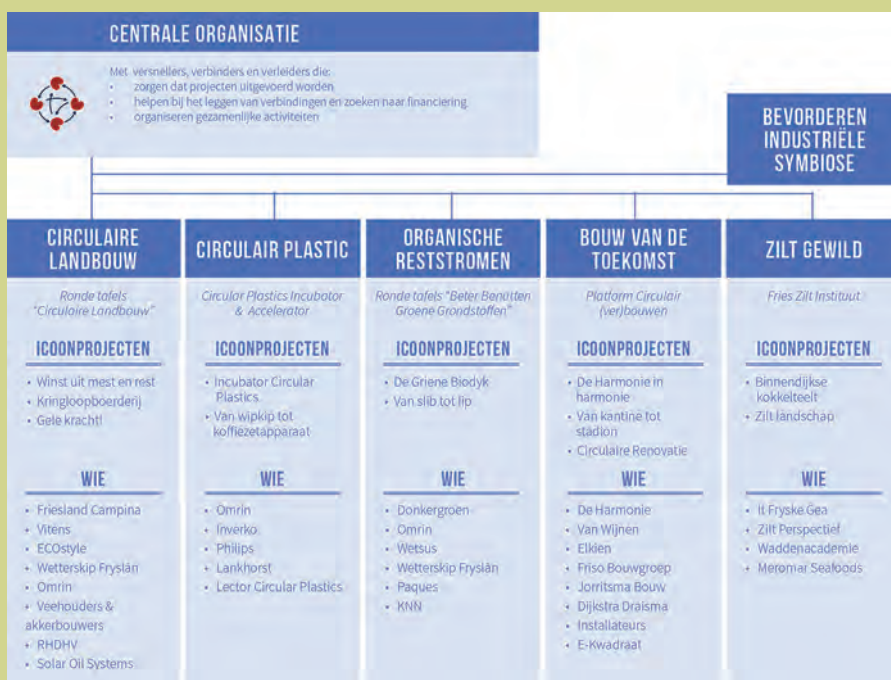 CENTRALE ORGANISATIE
Met versnellers, verbinders en verleiders die:
• zorgen dat projecten uitgevoerd worden
• helpen bij het leggen van verbindingen en zoeken naar financiering
• organiseren gezamenlijke activiteiten
BEVORDEREN
INDUSTRIËLE
SYMBIOSE
CIRCULAIRE
LANDBOUW
Ronde tafels
"Circulaire Landbouw"
ICOONPROJECTEN
• Winst uit mest en rest
• Kringloopboerderij
• Gele kracht!
WIE
• Friesland Campina
• Vitens
• ECOstyle
• Wetterskip Fryslân
• Omrin
• Veehouders &
akkerbouwers
• RHDHV
• Solar Oil Systems
CIRCULAIR PLASTIC
Circular Plastics Incubator
& Accelerator
ICOONPROJECTEN
• Incubator Circular
Plastics.
• Van wipkip tot
koffiezetapparaat
WIE
• Omrin
• Inverko
• Philips
• Lankhorst
• Lector Circular Plastics
ORGANISCHE
RESTSTROMEN
Ronde tafels "Beter Benutten
Groene Grondstoffen"
ICOONPROJECTEN
• De Griene Biodyk
• Van slib tot lip
WIE
• Donkergroen
• Omrin
• Wetsus
• Wetterskip Fryslân
• Paques
• KNN
BOUW VAN DE
TOEKOMST
Platform Circulair
(ver)bouwen
ICOONPROJECTEN
• De Harmonie in
harmonie
• Van kantine tot
stadion
• Circulaire Renovatie
WIE
• De Harmonie
• Van Wijnen
• Elkien
• Friso Bouwgroep
• Jorritsma Bouw
• Dijkstra Draisma
• Installateurs
• E-Kwadraat
ZILT GEWILD
Fries Zilt Instituut
ICOONPROJECTEN
• Binnendijkse
kokkelteelt
• Zilt landschap
WIE
• It Fryske Gea
• Zilt Perspectief
• Waddenacademie
• Meromar Seafoods